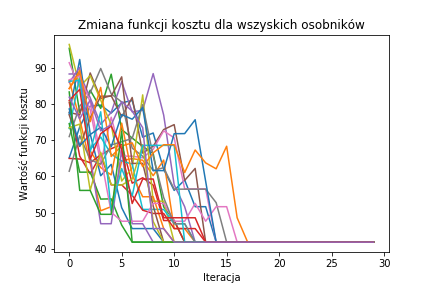 Zmiana funkcji kosztu dla wszyskich osobników
Wartość funkcji kosztu
90
80
70
60
50
40
0 5 10 15 20 25 30
Iteracja